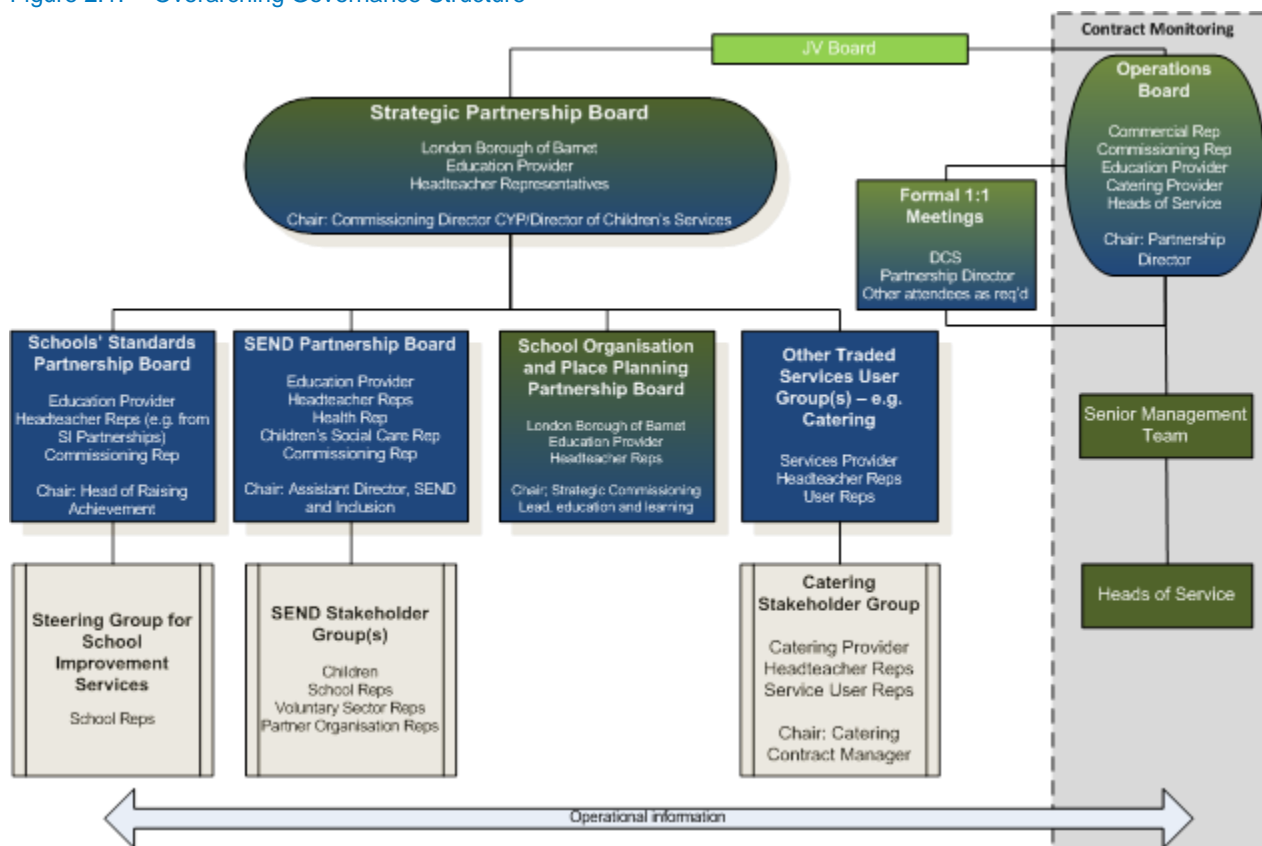 Figure 2.1: Overarching Governance Structure
Contract Monitoring
JV Board
Operations
Board
Commercial Rep
Commissioning Rep
Education Provider
Catering Provider
Heads of Service
Chair: Partnership
Director
Strategic Partnership Board
London Borough of Barnet
Education Provider
Headteacher Representatives
Chair: Commissioning Director CYP/Director of Children's Services
Formal 1:1
Meetings
DCS
Partnership Director
Other attendees as req'd
Schools' Standards
Partnership Board
Education Provider
Headteacher Reps (e.g. from
SI Partnerships)
Commissioning Rep
Chair: Head of Raising
Achievement
SEND Partnership Board
Education Provider
Headteacher Reps
Health Rep
Children's Social Care Rep
Commissioning Rep
Chair: Assistant Director, SEND
and Inclusion
School Organisation
and Place Planning
Partnership Board
London Borough of Barnet
Education Provider
Headteacher Reps
Chair; Strategic Commissioning
Lead, education and learning
Other Traded
Services User
Group(s) – e.g.
Catering
Services Provider
Headteacher Reps
User Reps
Senior Management
Team
Steering Group for
School
Improvement
Services
School Reps
SEND Stakeholder
Group(s)
Children
School Reps
Voluntary Sector Reps
Partner Organisation Reps
Catering
Stakeholder Group
Catering Provider
Headteacher Reps
Service User Reps
Chair: Catering
Contract Manager
Heads of Service
Operational information